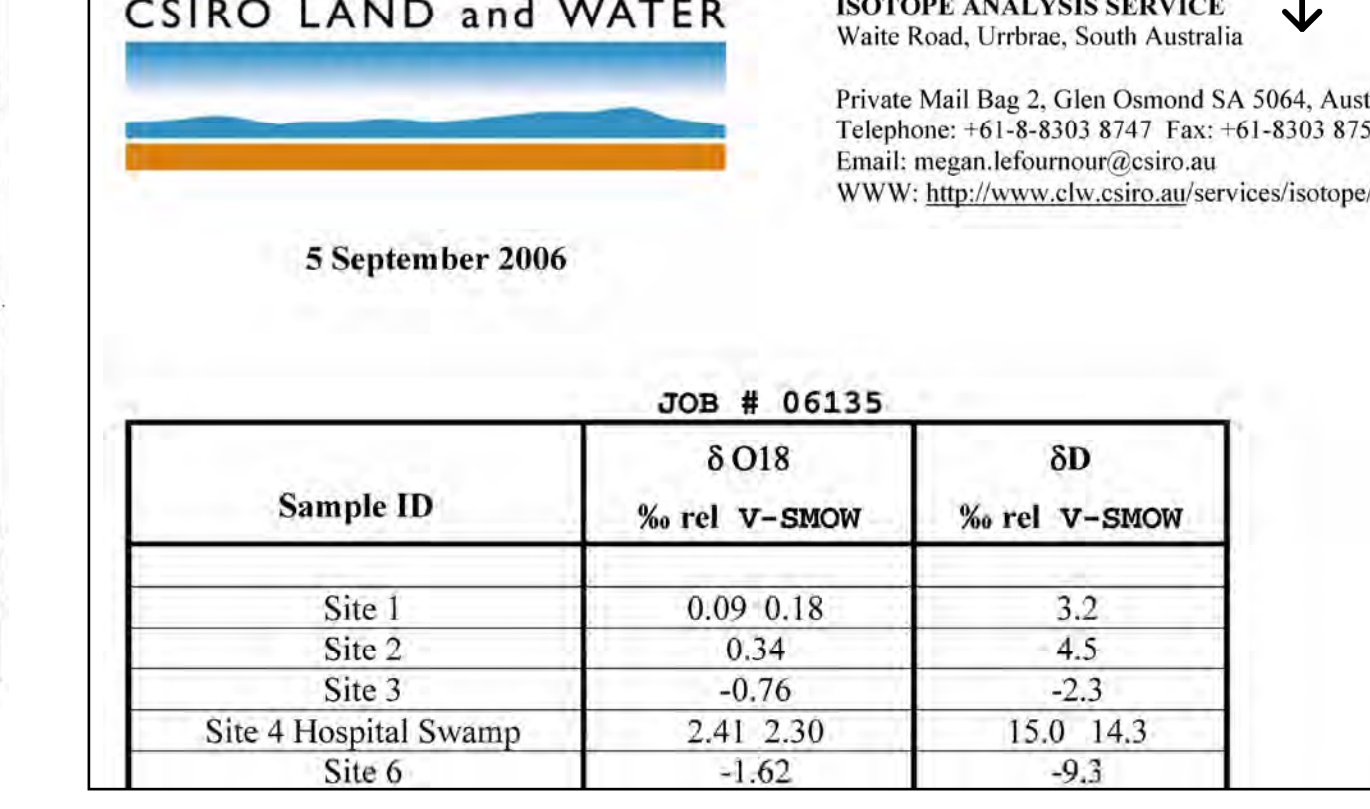 CSIRO LAND and WATER
ISOTOPE ANALYSIS SERVICE
Waite Road, Urrbrae, South Australia
Private Mail Bag 2, Glen Osmond SA 5064, Aust
Telephone: +61-8-8303 8747 Fax: +61-8303 875
Email: megan.lefournour@csiro.au
WWW: http://www.clw.csiro.au/services/isotope/
5 September 2006
JOB # 06135
Sample ID δ O18 δD
‰ rel V-SMOW ‰ rel V-SMOW
Site 1 0.09 0.18 3.2
Site 2 0.34 4.5
Site 3 -0.76 -2.3
Site 4 Hospital Swamp 2.41 2.30 15.0 14.3
Site 6 -1.62 -9.3